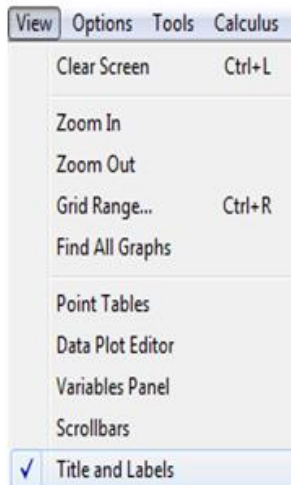 View Options Tools Calculus
Clear Screen Ctrl+L
Zoom In
Zoom Out
Grid Range... Ctrl+R
Find All Graphs
Point Tables
Data Plot Editor
Variables Panel
Scrollbars
Title and Labels